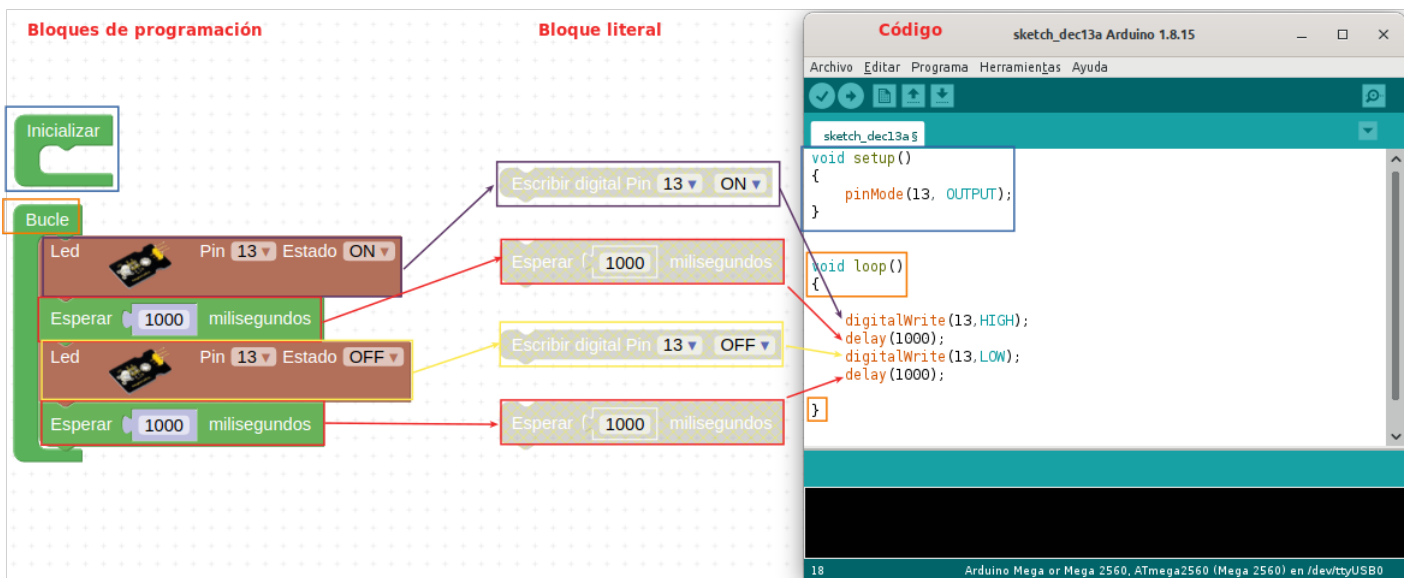 Bloques de programación
Inicializar
Bucle
Led Pin 13 Estado ON
Esperar 1000 milisegundos
Led Pin 13 Estado OFF
Esperar 1000 milisegundos
Bloque literal
Escribir digital Pin 13 ON
Esperar 1000 milisegundos
Escribir digital Pin 13 OFF
Esperar 1000 milisegundos
Código
sketch_dec13a Arduino 1.8.15
Archivo Editar Programa Herramientas Ayuda
sketch_dec13a §
void setup()
{
pinMode(13, OUTPUT);
}
void loop()
{
digitalWrite(13,HIGH);
delay(1000);
digitalWrite(13,LOW);
delay(1000);
}
18 Arduino Mega or Mega 2560, ATmega2560 (Mega 2560) en /dev/ttyUSB0